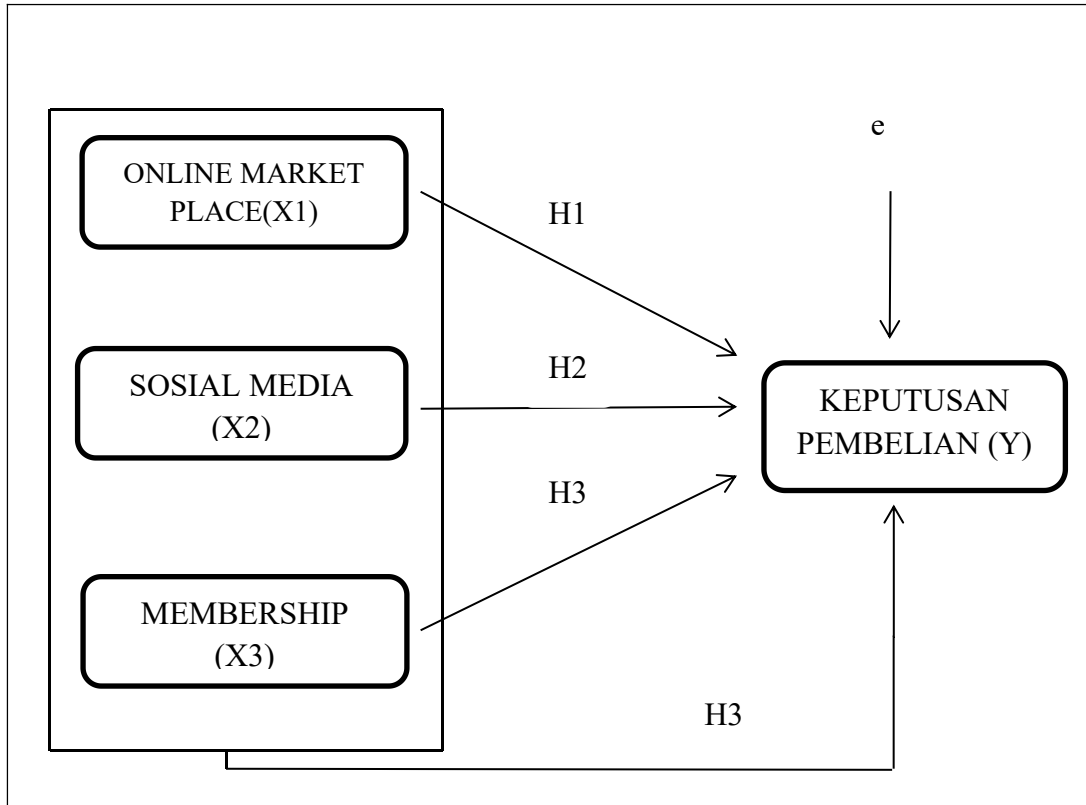 e
ONLINE MARKET
PLACE(X1)
H1
SOSIAL MEDIA
(X2)
H2
KEPUTUSAN
PEMBELIAN (Y)
H3
MEMBERSHIP
(X3)
H3